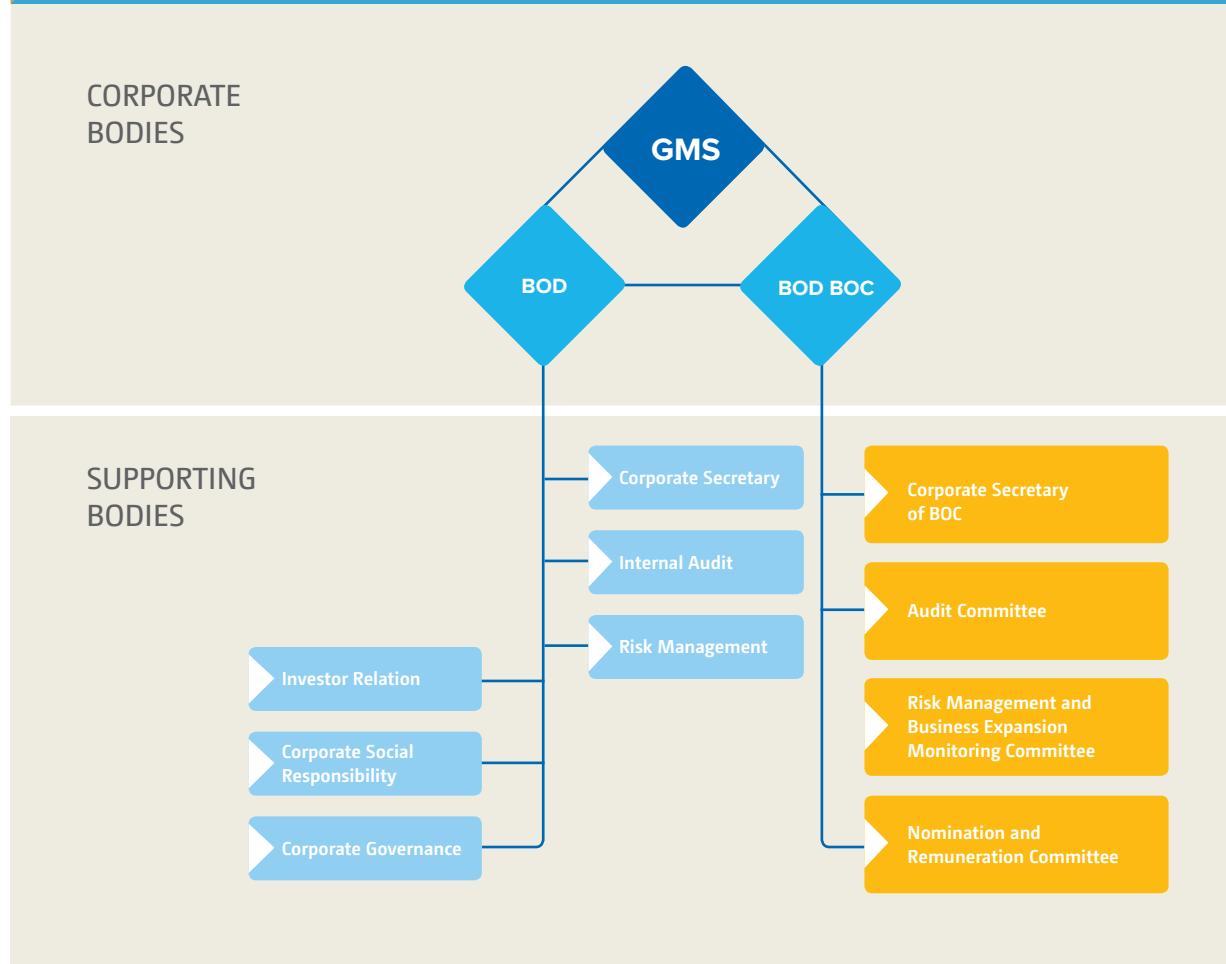 CORPORATE
BODIES
GMS
BOD
BOD BOC
SUPPORTING
BODIES
Corporate Secretary
Internal Audit
Risk Management
Investor Relation
Corporate Social
Responsibility
Corporate Governance
Corporate Secretary
of BOC
Audit Committee
Risk Management and
Business Expansion
Monitoring Committee
Nomination and
Remuneration Committee